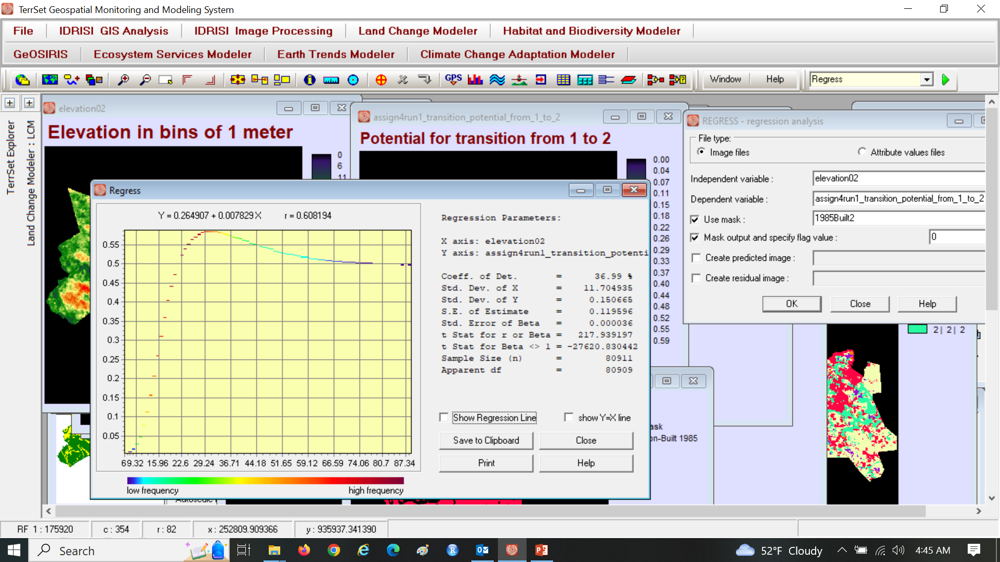 TerrSet Geospatial Monitoring and Modeling System
File
IDRISI GIS Analysis
IDRISI Image Processing
Land Change Modeler
Habitat and Biodiversity Modeler
GeOSIRIS
Ecosystem Services Modeler
Earth Trends Modeler
Climate Change Adaptation Modeler
GPS
Window
Help
Regress
TerrSet Explorer
Land Change Modeler : LCM
elevation02
Elevation in bins of 1 meter
0
6
11
assign4run1_transition_potential_from_1_to_2
Potential for transition from 1 to 2
0.00
0.04
0.07
0.11
0.15
0.18
0.22
0.26
0.29
0.33
0.37
0.40
0.44
0.48
0.52
0.55
0.59
REGRESS - regression analysis
File type:
Image files
Attribute values files
Independent variable :
elevation02
Dependent variable :
assign4run1_transition_potential_from_1_to_2
Use mask :
1985Built2
Mask output and specify flag value :
0
Create predicted image :
Create residual image :
OK
Close
Help
2| 2| 2
Regress
Y = 0.264907 + 0.007829 X
r = 0.608194
0.55
0.5
0.45
0.4
0.35
0.3
0.25
0.2
0.15
0.1
0.05
69.32 15.96 22.6 29.24 36.71 44.18 51.65 59.12 66.59 74.06 80.7 87.34
low frequency
high frequency
Regression Parameters:
X axis: elevation02
Y axis: assign4run1_transition_potenti
Coeff. of Det. = 36.99 %
Std. Dev. of X = 11.704935
Std. Dev. of Y = 0.150665
S.E. of Estimate = 0.119596
Std. Error of Beta = 0.000036
t Stat for r or Beta = 217.939197
t Stat for Beta <> 1 = -27620.830442
Sample Size (n) = 80911
Apparent df = 80909
Show Regression Line
show Y=X line
Save to Clipboard
Close
Print
Help
ask
on-Built 1985
RF 1 : 175920
c : 354
r : 82
x : 252809.909366
y : 935937.341390
Search
52°F Cloudy
4:45 AM